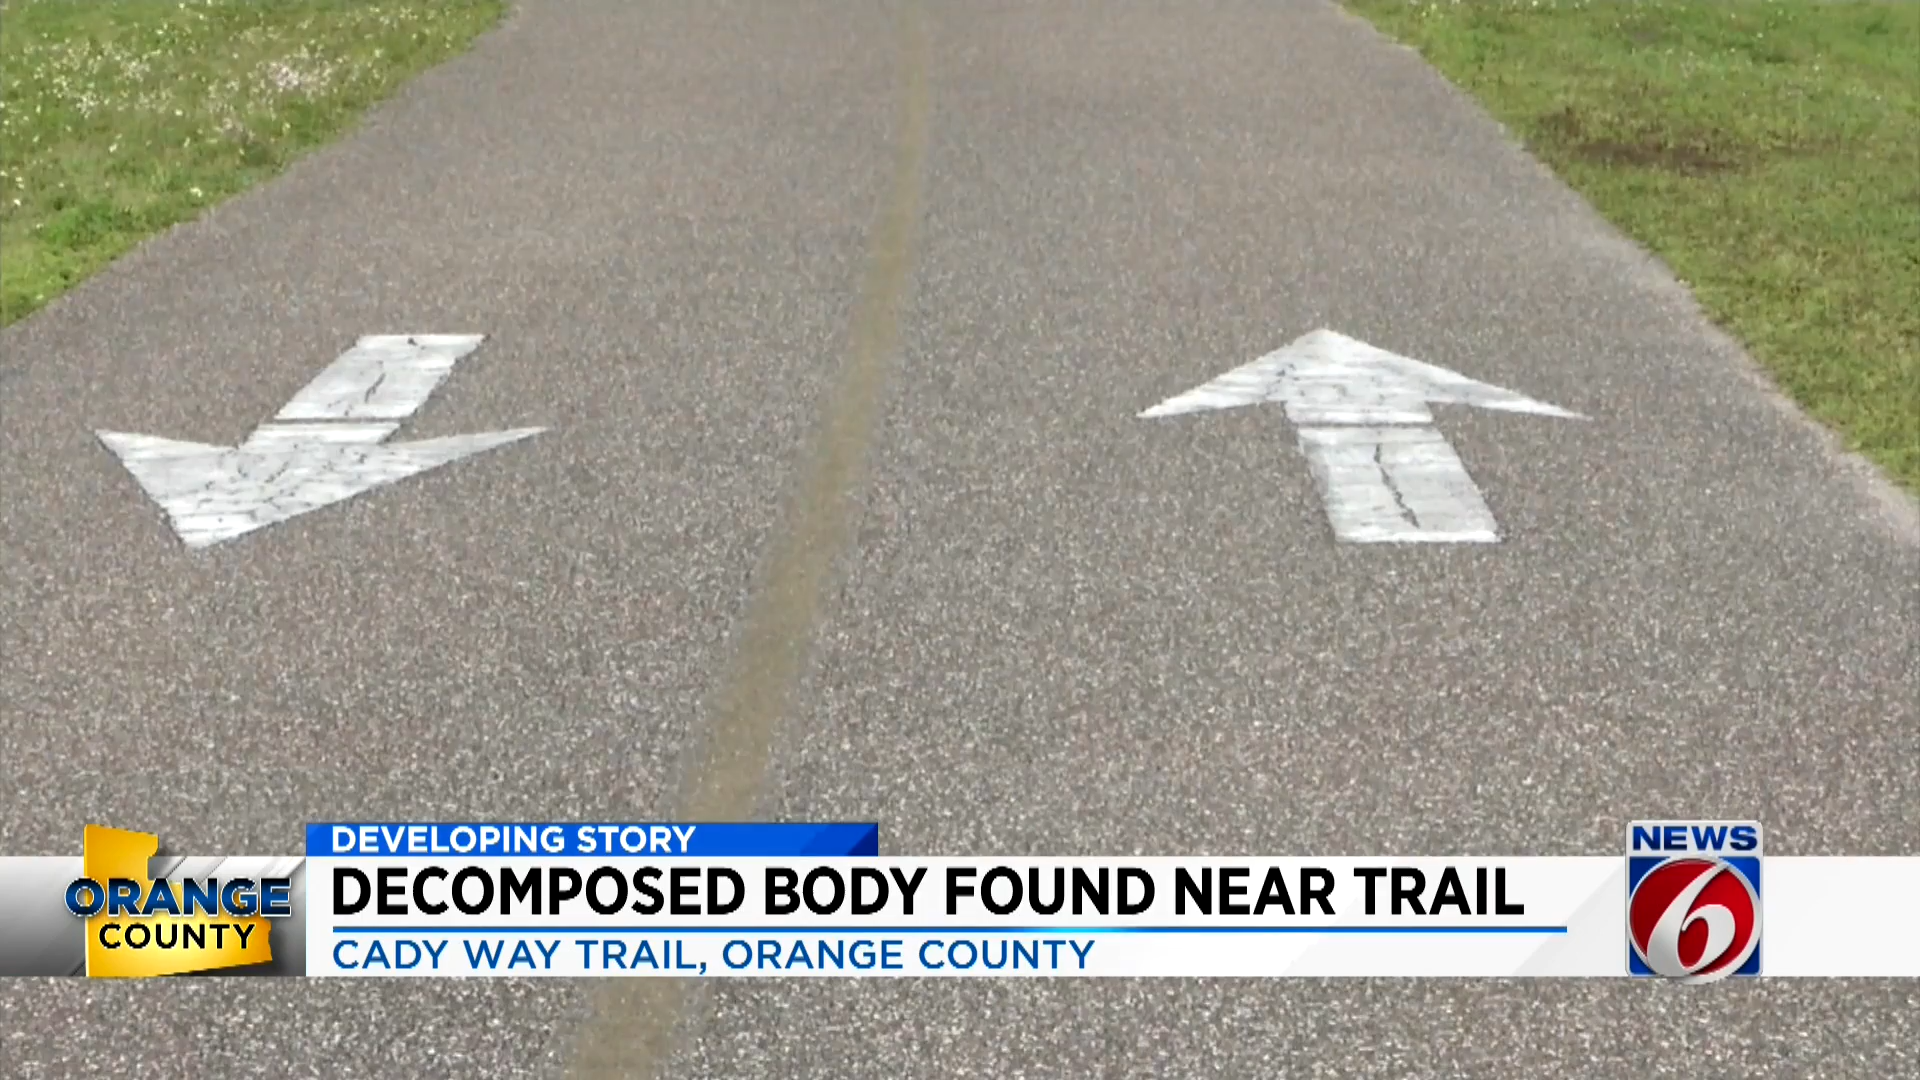 DEVELOPING STORY
DECOMPOSED BODY FOUND NEAR TRAIL
CADY WAY TRAIL, ORANGE COUNTY
ORANGE
COUNTY
NEWS
6